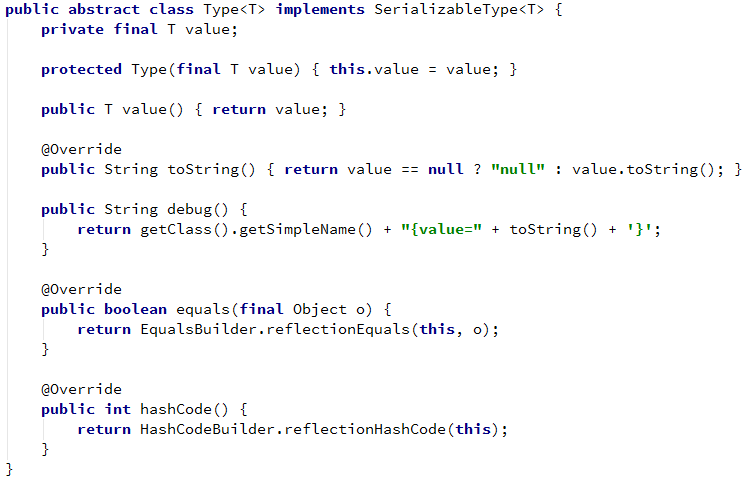 public abstract class Type<T> implements SerializableType<T> {
    private final T value;

    protected Type(final T value) { this.value = value; }

    public T value() { return value; }

    @Override
    public String toString() { return value == null ? "null" : value.toString(); }

    public String debug() {
        return getClass().getSimpleName() + "{value=" + toString() + '}';
    }

    @Override
    public boolean equals(final Object o) {
        return EqualsBuilder.reflectionEquals(this, o);
    }

    @Override
    public int hashCode() {
        return HashCodeBuilder.reflectionHashCode(this);
    }
}